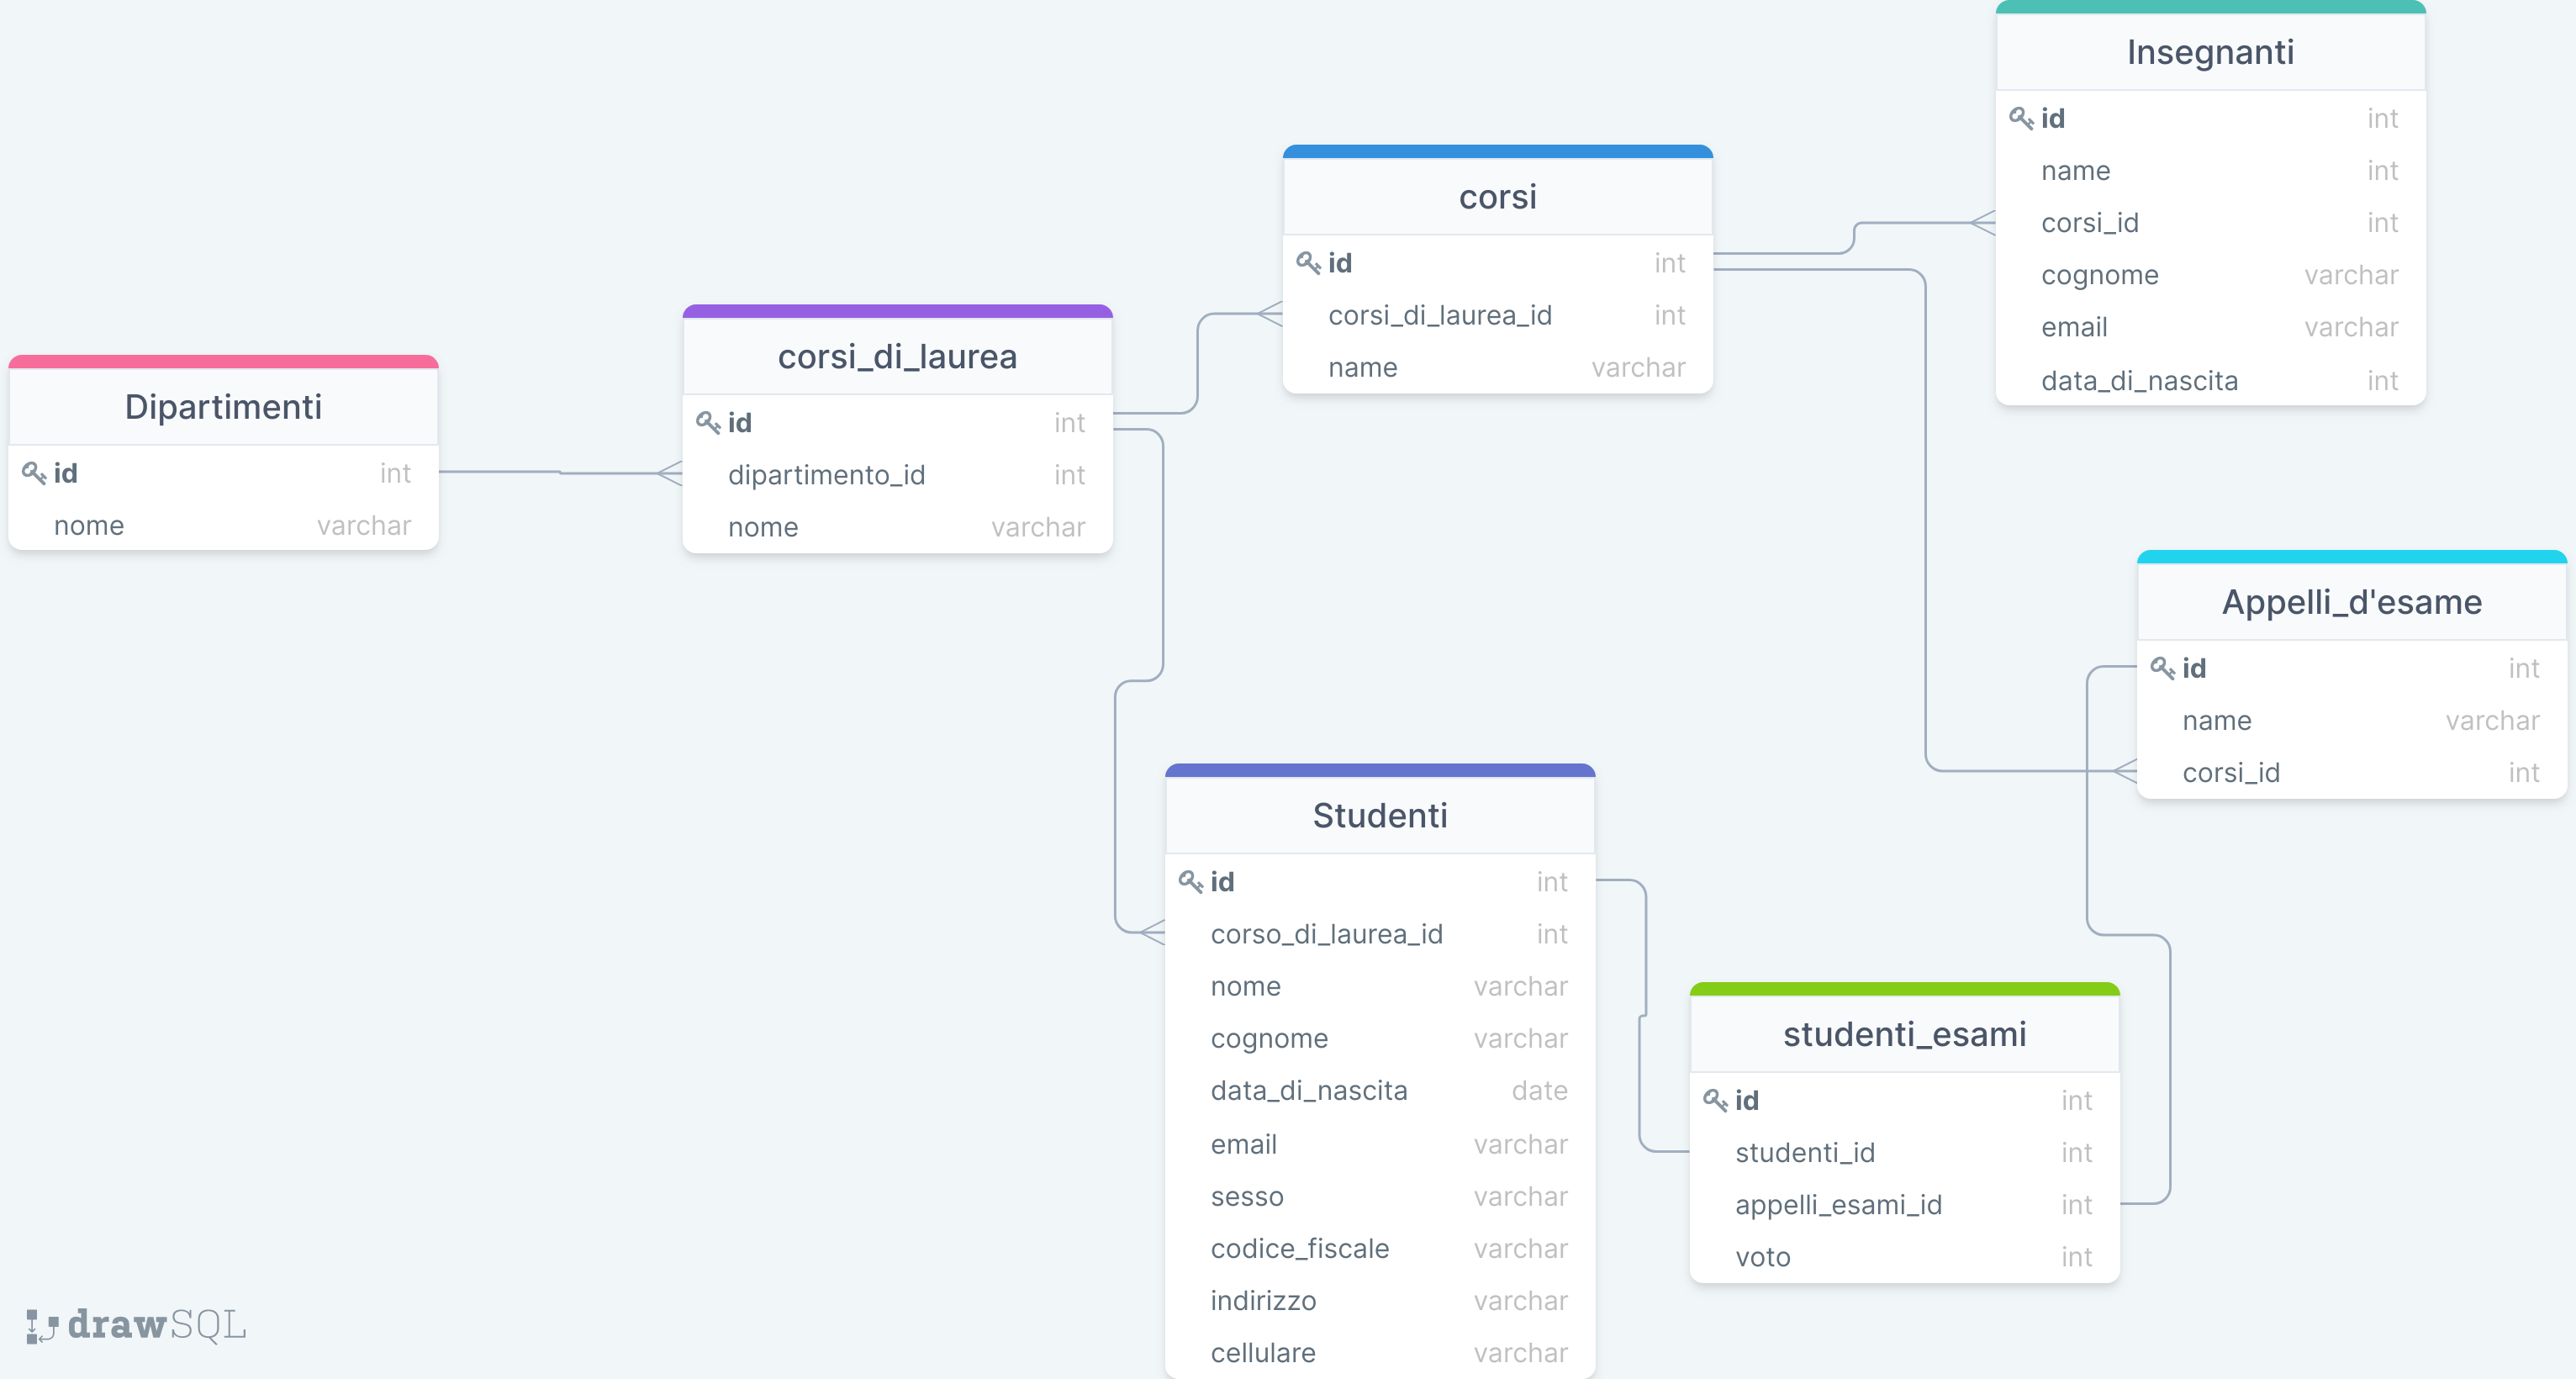 Dipartimenti
id int
nome varchar
corsi_di_laurea
id int
dipartimento_id int
nome varchar
corsi
id int
corsi_di_laurea_id int
name varchar
Insegnanti
id int
name int
corsi_id int
cognome varchar
email varchar
data_di_nascita int
Appelli_d'esame
id int
name varchar
corsi_id int
Studenti
id int
corso_di_laurea_id int
nome varchar
cognome varchar
data_di_nascita date
email varchar
sesso varchar
codice_fiscale varchar
indirizzo varchar
cellulare varchar
studenti_esami
id int
studenti_id int
appelli_esami_id int
voto int
drawSQL